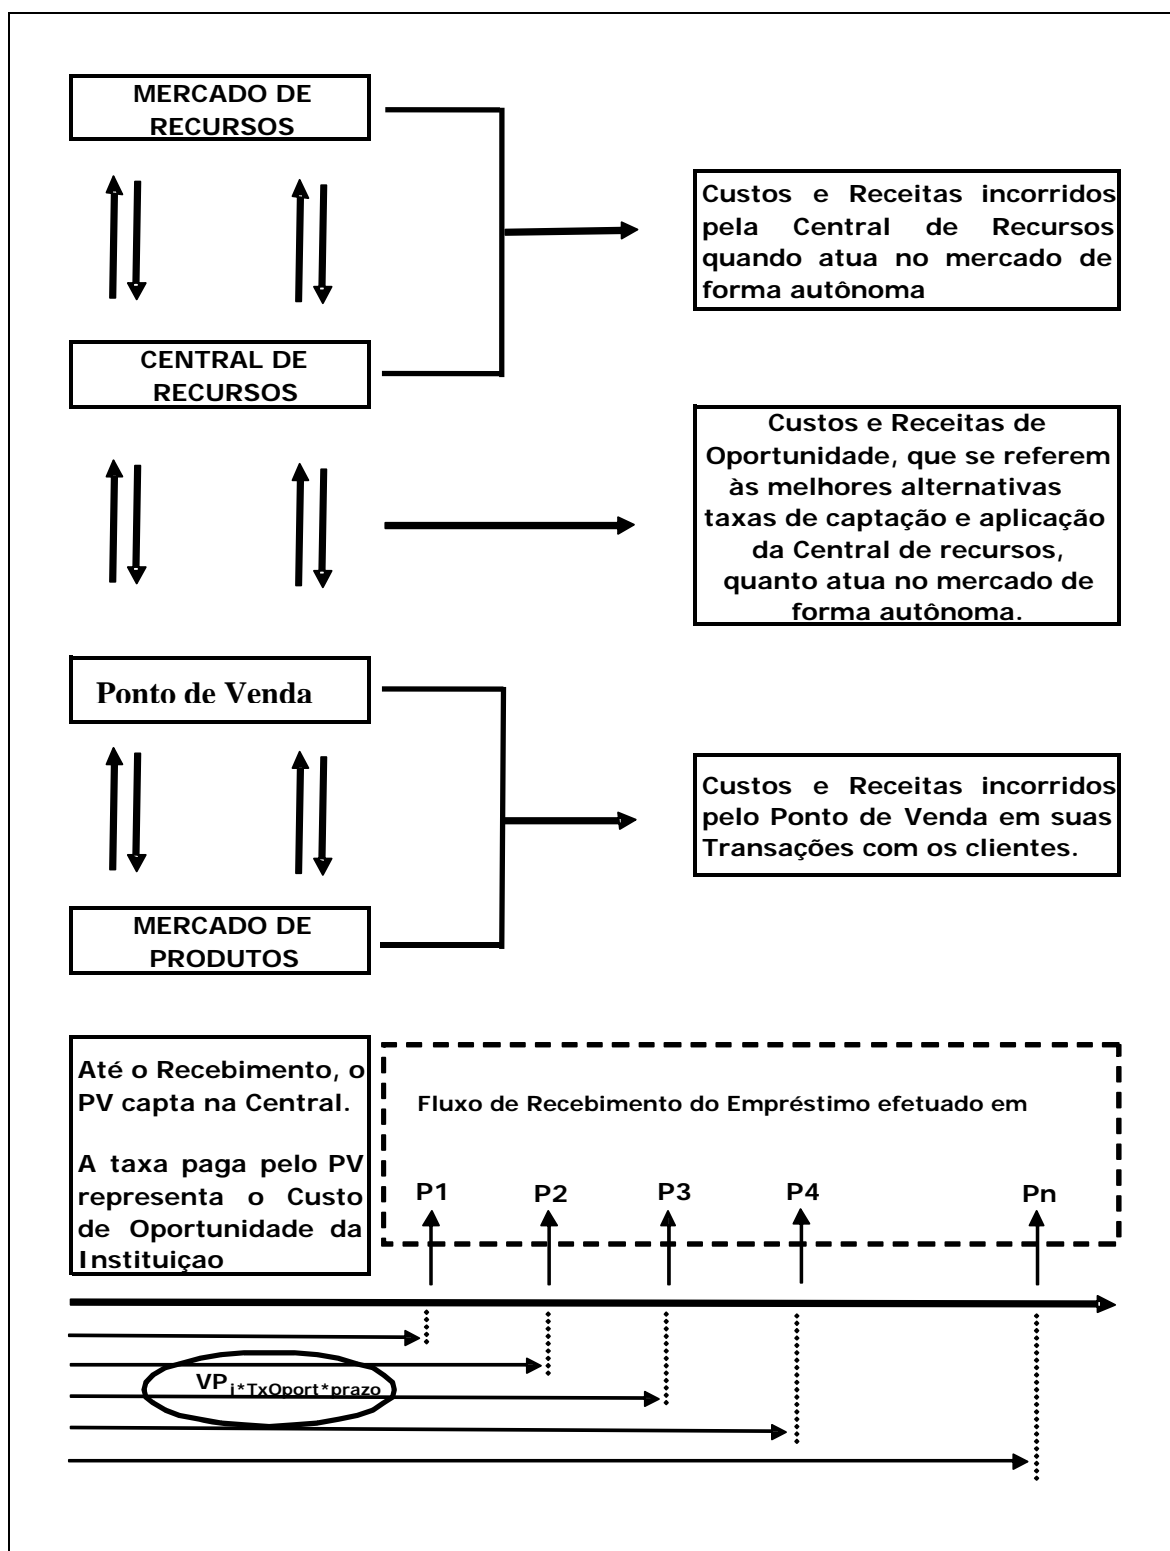 MERCADO DE
RECURSOS
Custos e Receitas incorridos
pela Central de Recursos
quando atua no mercado de
forma autônoma
CENTRAL DE
RECURSOS
Custos e Receitas de
Oportunidade, que se referem
às melhores alternativas
taxas de captação e aplicação
da Central de recursos,
quanto atua no mercado de
forma autônoma.
Ponto de Venda
Custos e Receitas incorridos
pelo Ponto de Venda em suas
Transações com os clientes.
MERCADO DE
PRODUTOS
Até o Recebimento, o
PV capta na Central.
A taxa paga pelo PV
representa o Custo
de Oportunidade da
Instituiçao
Fluxo de Recebimento do Empréstimo efetuado em
P1 P2 P3 P4 Pn
VPi*TxOport*prazo